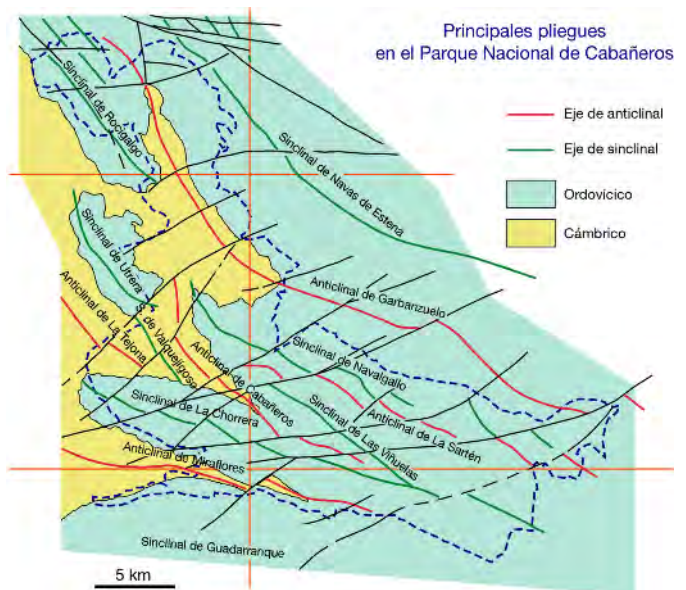 Principales pliegues
en el Parque Nacional de Cabañeros
Eje de anticlinal
Eje de sinclinal
Ordovícico
Cámbrico
Sinclinal de Rocigalgo
Sinclinal de Navas de Estena
Sinclinal de Utrera
de Valquejigoso
Anticlinal de La Tejona
Anticlinal de Garbanzuelo
Sinclinal de Navalgallo
Anticlinal de Cabañeros
Sinclinal de La Chorrera
Anticlinal de La Sartén
Sinclinal de Las Viñuelas
Anticlinal de Miraflores
Sinclinal de Guadarranque
5 km